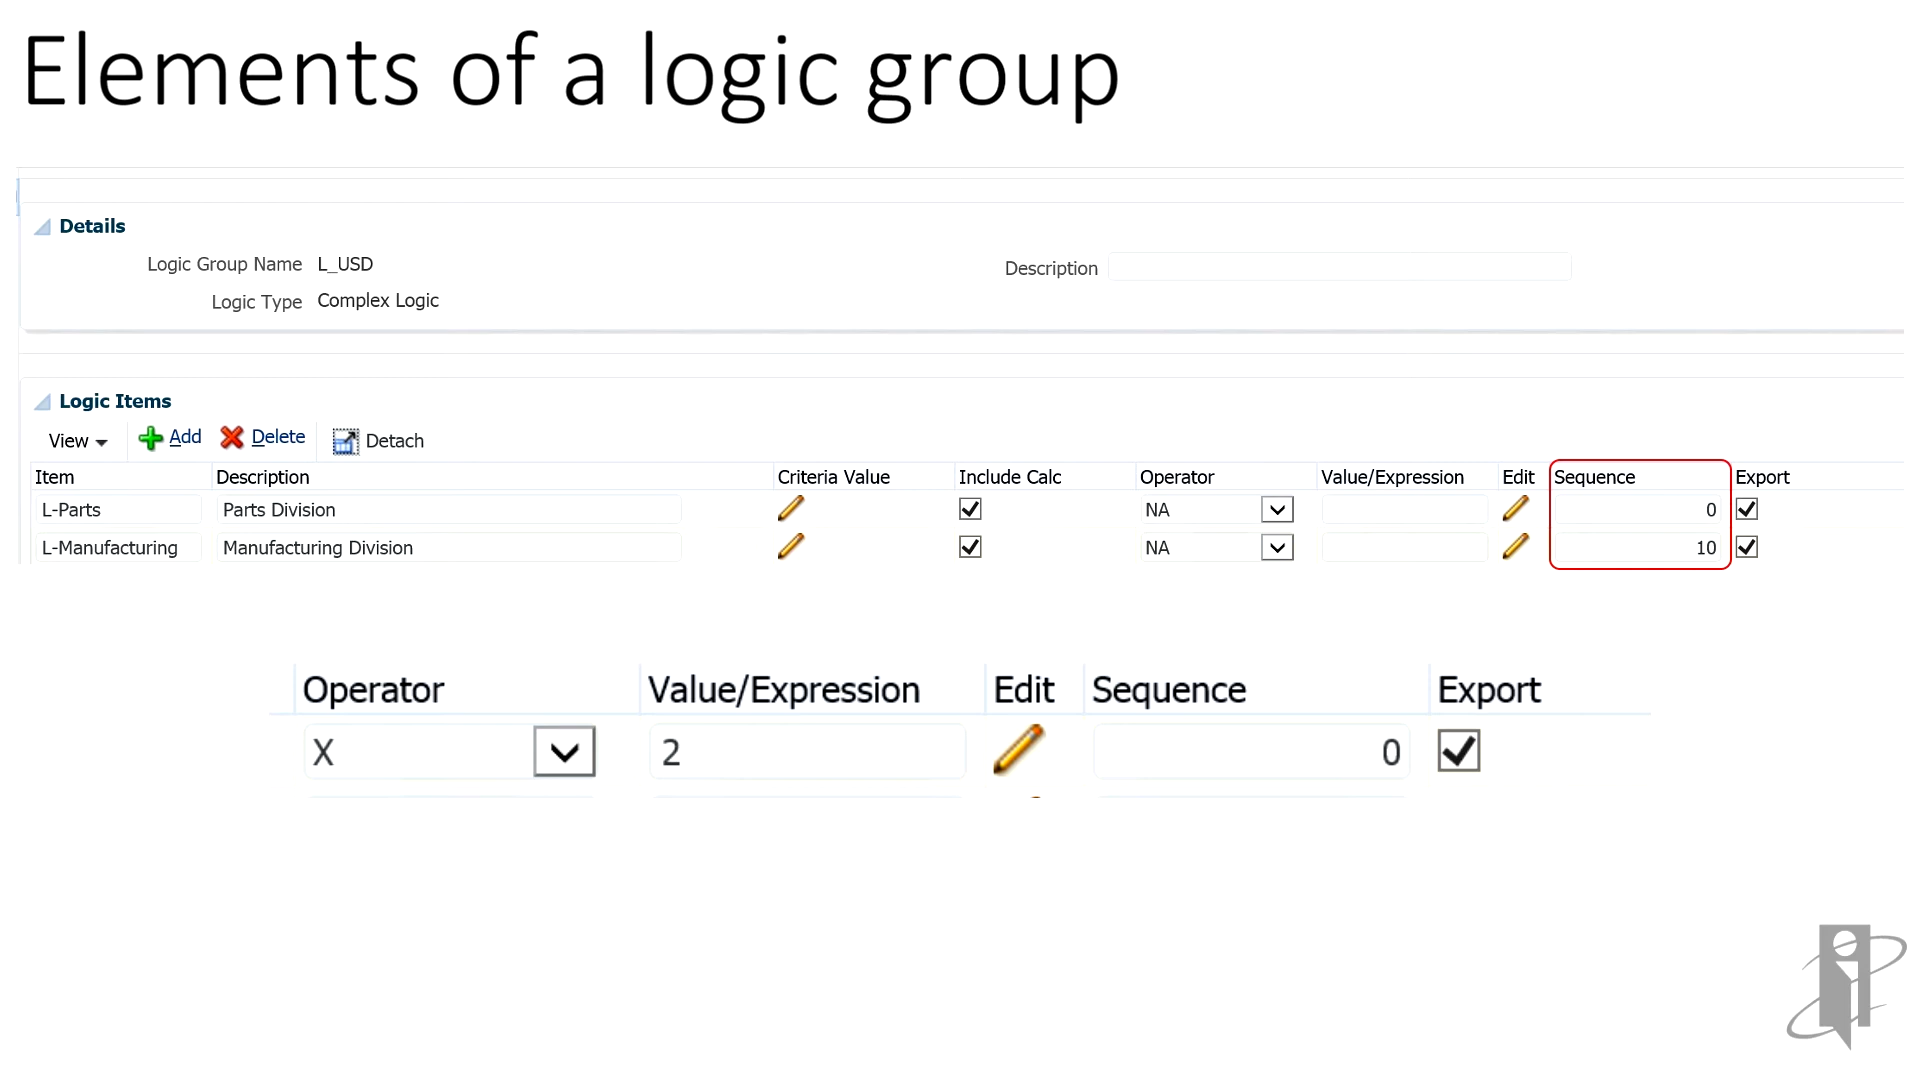 Elements of a logic group
Details
Logic Group Name L_USD
Description
Logic Type Complex Logic
Logic Items
View Add Delete Detach
Item Description Criteria Value Include Calc Operator Value/Expression Edit Sequence Export
L-Parts Parts Division NA 0
L-Manufacturing Manufacturing Division NA 10
Operator Value/Expression Edit Sequence Export
X 2 0